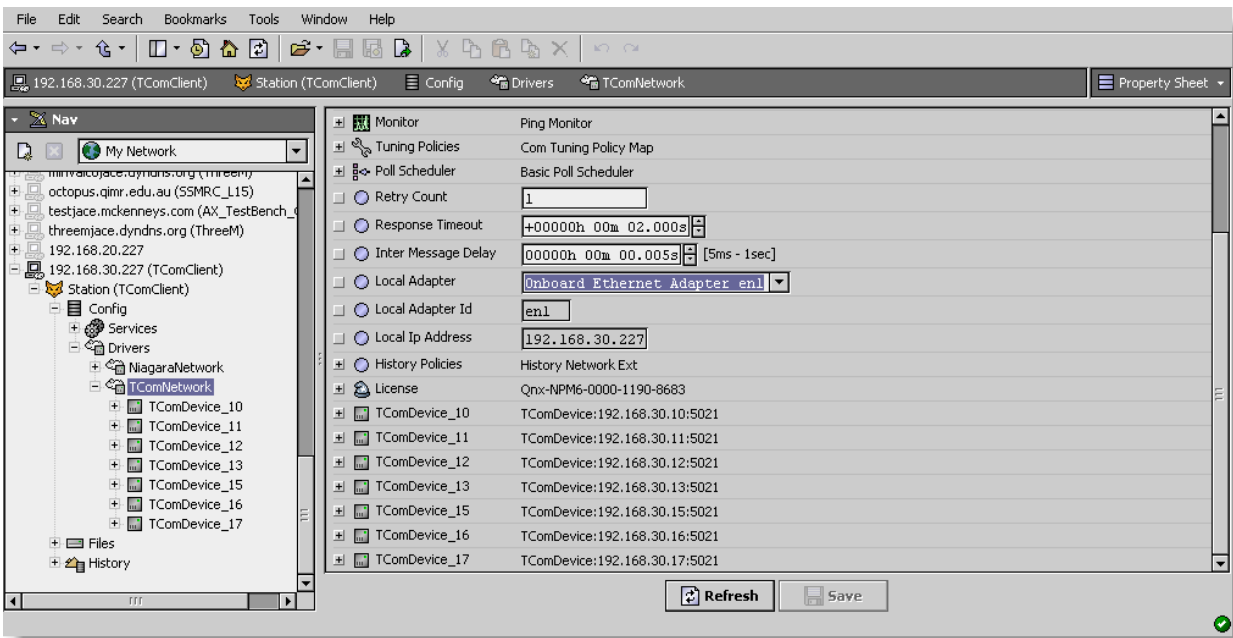 File Edit Search Bookmarks Tools Window Help
192.168.30.227 (TComClient) Station (TComClient) Config Drivers TComNetwork Property Sheet
Nav
My Network
octopus.qimr.edu.au (SSMRC_L15)
testjace.mckenneys.com (AX_TestBench_
threemjace.dyndns.org (ThreeM)
192.168.20.227
192.168.30.227 (TComClient)
Station (TComClient)
Config
Services
Drivers
NiagaraNetwork
TComNetwork
TComDevice_10
TComDevice_11
TComDevice_12
TComDevice_13
TComDevice_15
TComDevice_16
TComDevice_17
Files
History
Monitor Ping Monitor
Tuning Policies Com Tuning Policy Map
Poll Scheduler Basic Poll Scheduler
Retry Count 1
Response Timeout +00000h 00m 02.000s
Inter Message Delay 00000h 00m 00.005s [5ms - 1sec]
Local Adapter Onboard Ethernet Adapter en1
Local Adapter Id en1
Local Ip Address 192.168.30.227
History Policies History Network Ext
License Qnx-NPM6-0000-1190-8683
TComDevice_10 TComDevice:192.168.30.10:5021
TComDevice_11 TComDevice:192.168.30.11:5021
TComDevice_12 TComDevice:192.168.30.12:5021
TComDevice_13 TComDevice:192.168.30.13:5021
TComDevice_15 TComDevice:192.168.30.15:5021
TComDevice_16 TComDevice:192.168.30.16:5021
TComDevice_17 TComDevice:192.168.30.17:5021
Refresh Save